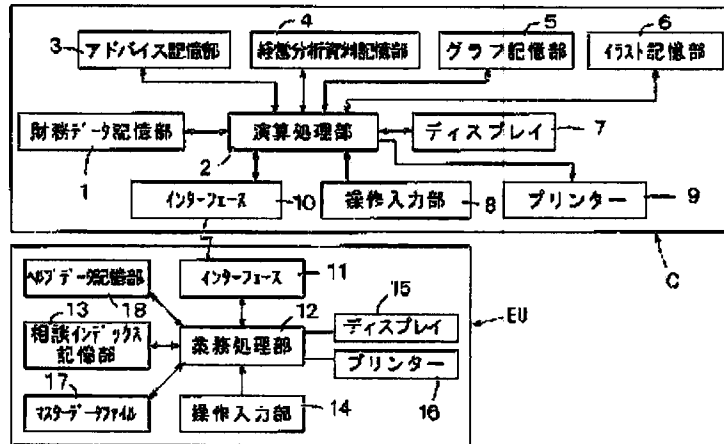 4 5 6
3 アドバイス記憶部 経営分析資料記憶部 グラフ記憶部 イラスト記憶部
財務データ記憶部 演算処理部 ディスプレイ 7
1 2
インターフェース 10 操作入力部 8 プリンター 9
C
ヘルプデータ記憶部 18 インターフェース 11
13 12 15
相談インデックス 業務処理部 ディスプレイ EU
記憶部 プリンター
17 16
マスターデータファイル 操作入力部 14